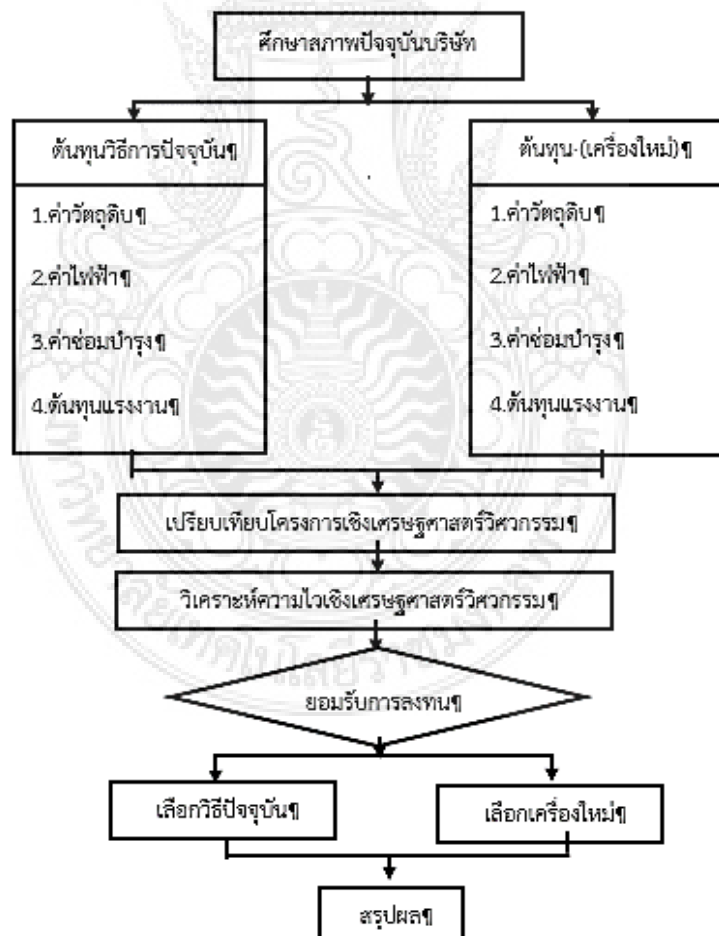 ศึกษาสภาพปัจจุบันบริษัท
ต้นทุนวิธีการปัจจุบัน¶
1.ค่าวัตถุดิบ¶
2.ค่าไฟฟ้า¶
3.ค่าซ่อมบำรุง¶
4.ต้นทุนแรงงาน¶
ต้นทุน·(เครื่องใหม่)¶
1.ค่าวัตถุดิบ¶
2.ค่าไฟฟ้า¶
3.ค่าซ่อมบำรุง¶
4.ต้นทุนแรงงาน¶
เปรียบเทียบโครงการเชิงเศรษฐศาสตร์วิศวกรรม¶
วิเคราะห์ความไวเชิงเศรษฐศาสตร์วิศวกรรม¶
ยอมรับการลงทน¶
เลือกวิธีปัจจุบัน¶
เลือกเครื่องใหม่¶
สรุปผล¶